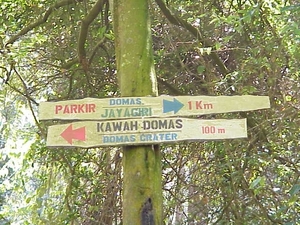 DOMAS
PARKIR JAYAGIRI 1 Km
KAWAH DOMAS
DOMAS CRATER 100 m